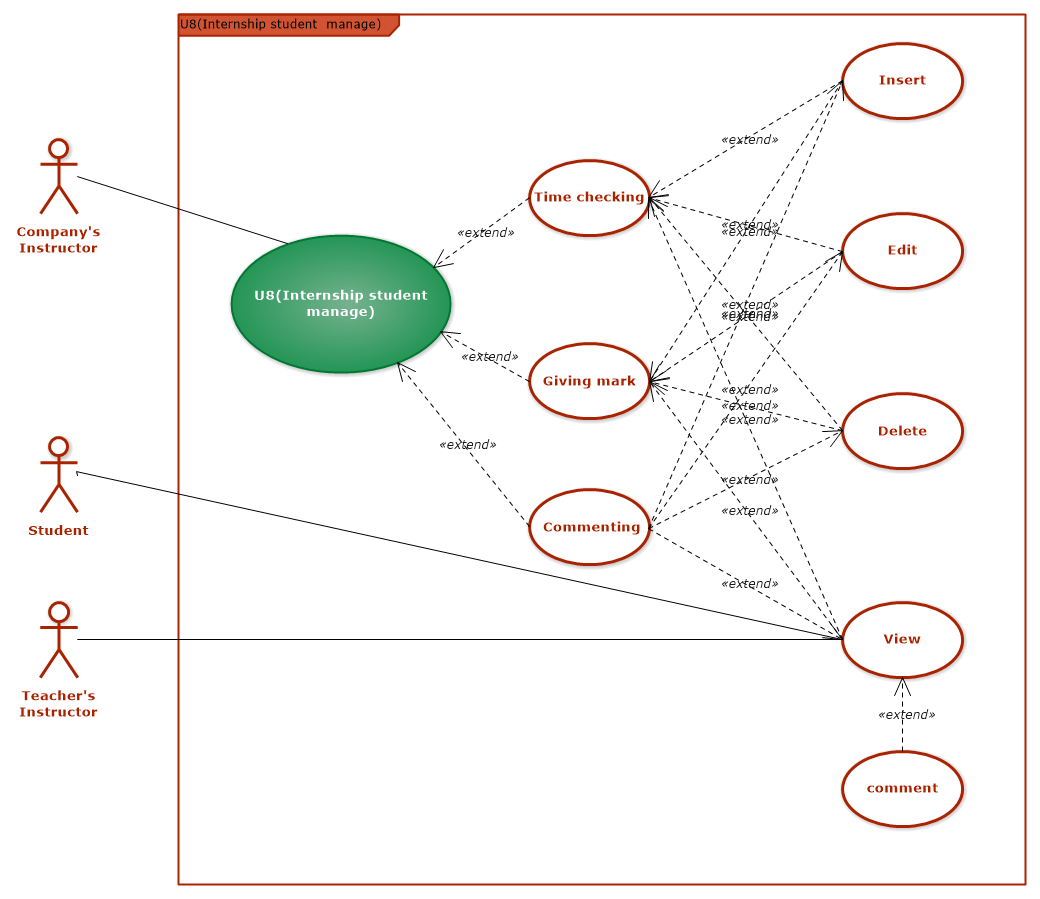 U8(Internship student  manage)
Insert
«extend»
Time checking
Company's
Instructor
«extend»
«extend»
«extend»
Edit
U8(Internship student
manage)
«extend»
«extend»
«extend»
«extend»
Giving mark
«extend»
«extend»
«extend»
Delete
«extend»
«extend»
«extend»
Commenting
Student
«extend»
View
Teacher's
Instructor
«extend»
comment